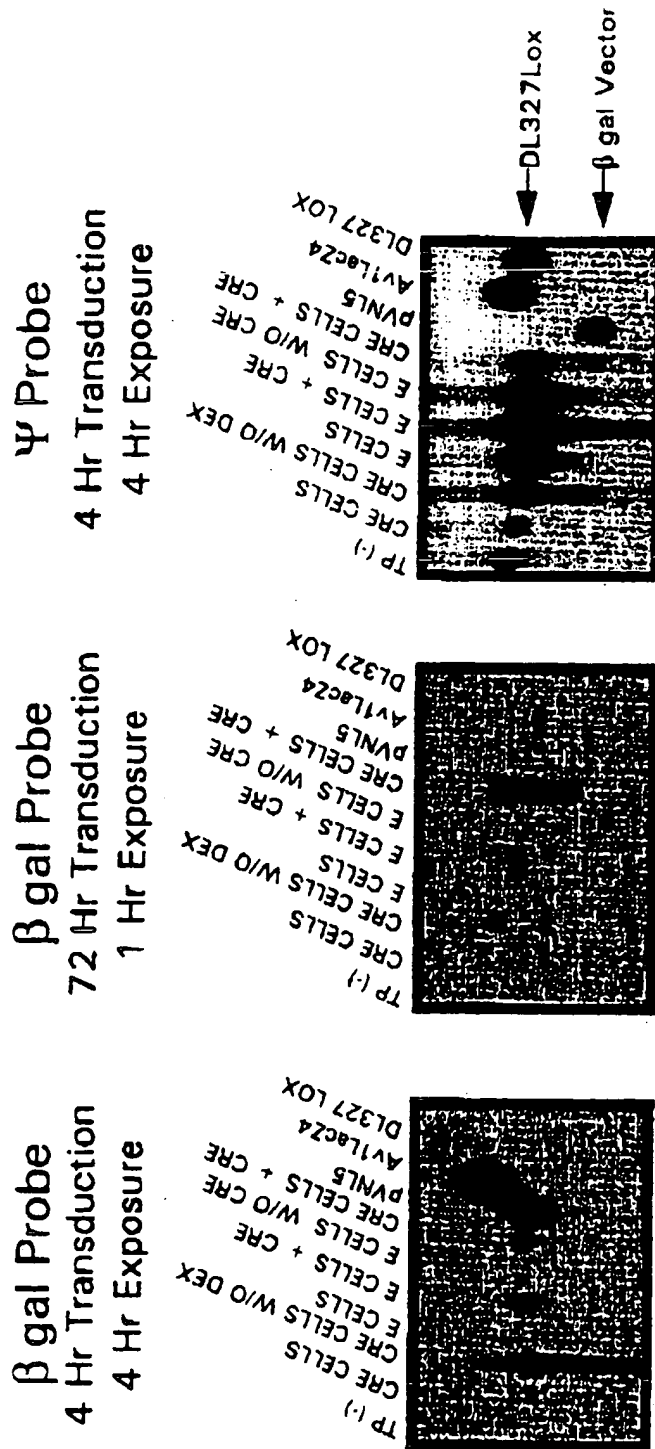 β gal Probe
4 Hr Transduction
4 Hr Exposure
TP (-)
CRE CELLS
CRE CELLS W/O DEX
E CELLS
E CELLS + CRE
E CELLS W/O CRE
CRE CELLS + CRE
pVNL5
Av1LacZ4
DL327 LOX
β gal Probe
72 Hr Transduction
1 Hr Exposure
TP (-)
CRE CELLS
CRE CELLS W/O DEX
E CELLS
E CELLS + CRE
E CELLS W/O CRE
CRE CELLS + CRE
pVNL5
Av1LacZ4
DL327 LOX
Ψ Probe
4 Hr Transduction
4 Hr Exposure
TP (-)
CRE CELLS
CRE CELLS W/O DEX
E CELLS
E CELLS + CRE
E CELLS W/O CRE
CRE CELLS + CRE
pVNL5
Av1LacZ4
DL327 LOX
DL327Lox
β gal Vector